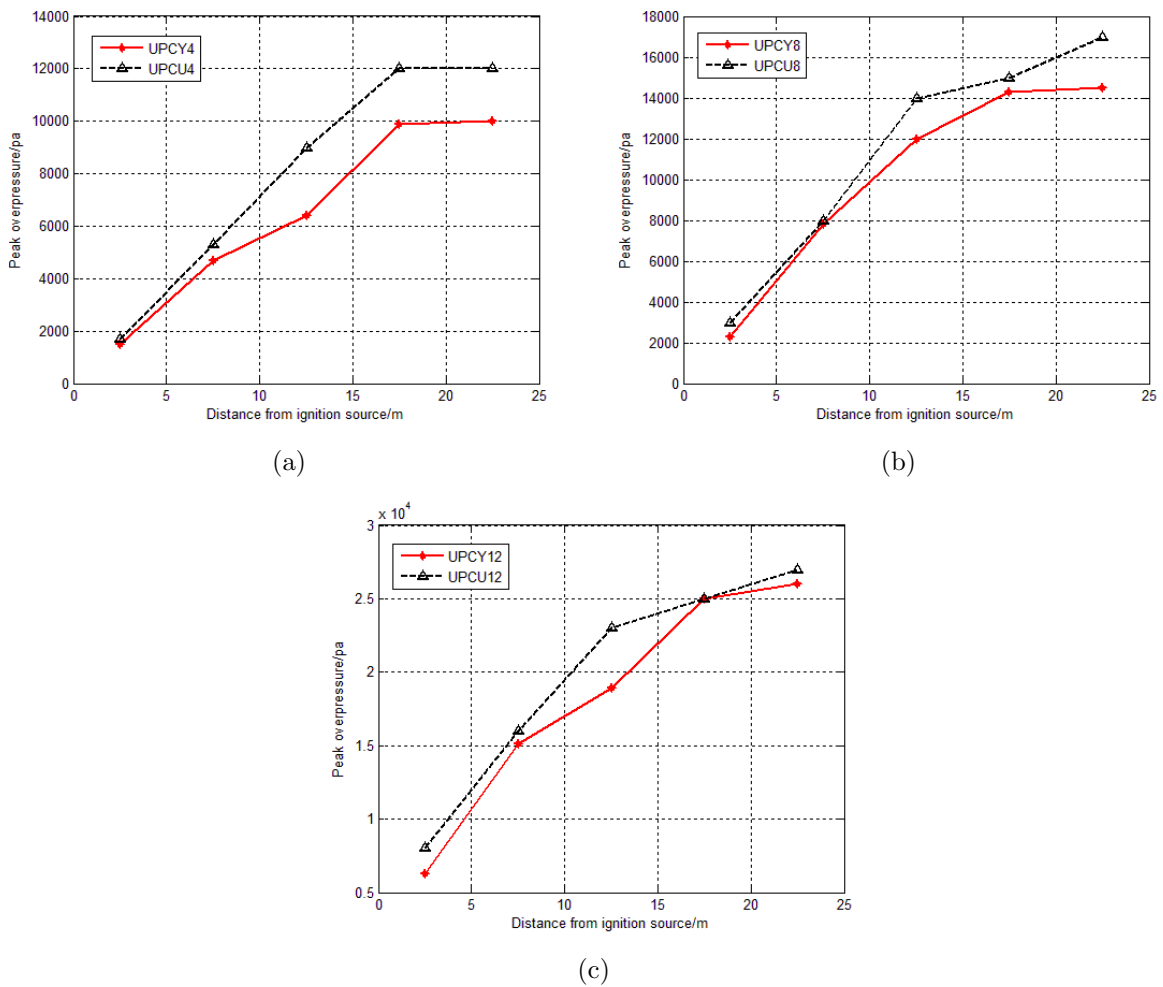 14000
12000
10000
8000
6000
4000
2000
0
0 5 10 15 20 25
Peak overpressure/pa
Distance from ignition source/m
UPCY4
UPCU4
(a)
18000
16000
14000
12000
10000
8000
6000
4000
2000
0
0 5 10 15 20 25
Peak overpressure/pa
Distance from ignition source/m
UPCY8
UPCU8
(b)
x 10^4
3
2.5
2
1.5
1
0.5
0 5 10 15 20 25
Peak overpressure/pa
Distance from ignition source/m
UPCY12
UPCU12
(c)